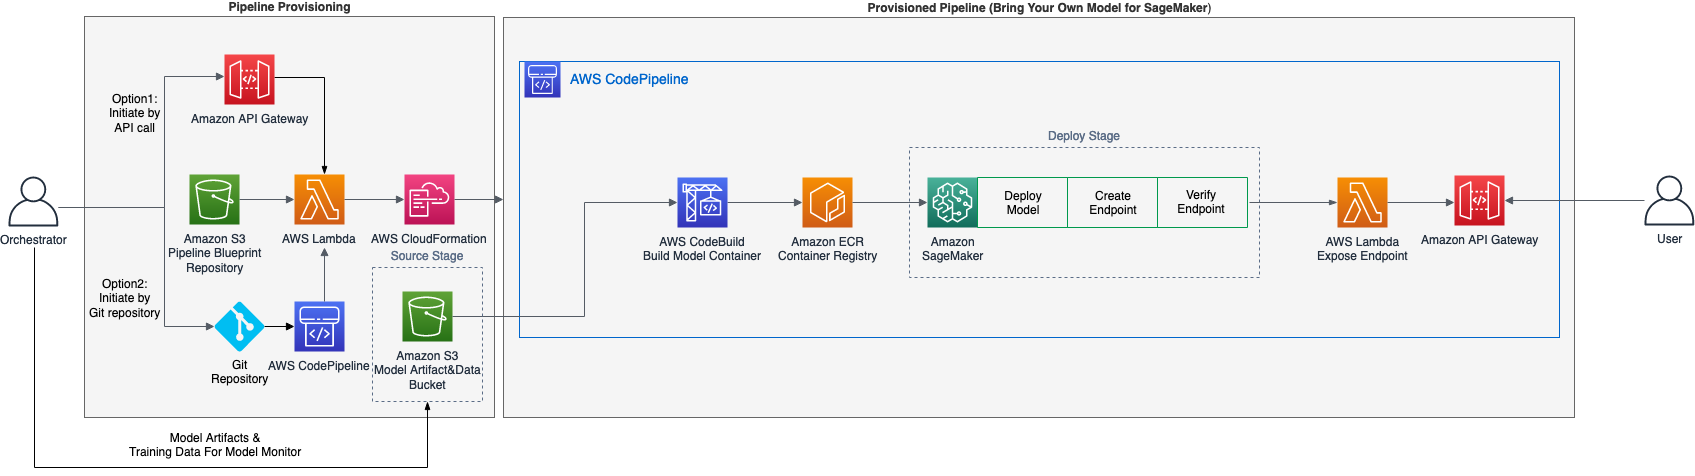 Pipeline Provisioning
Provisioned Pipeline (Bring Your Own Model for SageMaker)
Option1:
Initiate by
API call
Amazon API Gateway
Orchestrator
Amazon S3
Pipeline Blueprint
Repository
AWS Lambda
AWS CloudFormation
Source Stage
Option2:
Initiate by
Git repository
Git
Repository
AWS CodePipeline
Amazon S3
Model Artifact&Data
Bucket
Model Artifacts &
Training Data For Model Monitor
AWS CodePipeline
AWS CodeBuild
Build Model Container
Amazon ECR
Container Registry
Deploy Stage
Amazon
SageMaker
Deploy
Model
Create
Endpoint
Verify
Endpoint
AWS Lambda
Expose Endpoint
Amazon API Gateway
User